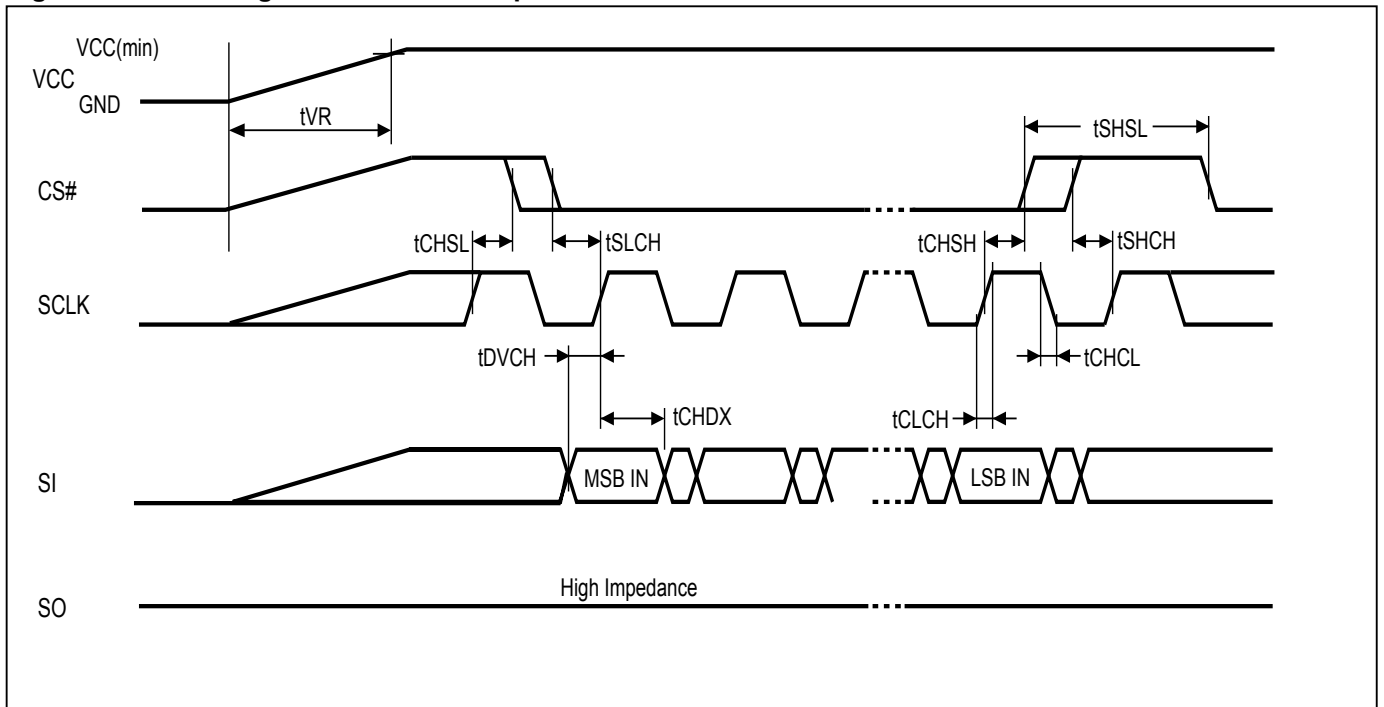 VCC(min)
VCC
GND
tVR
tSHSL
CS#
tCHSL
tSLCH
tCHSH
tSHCH
SCLK
tDVCH
tCHCL
tCHDX
tCLCH
SI
MSB IN
LSB IN
High Impedance
SO